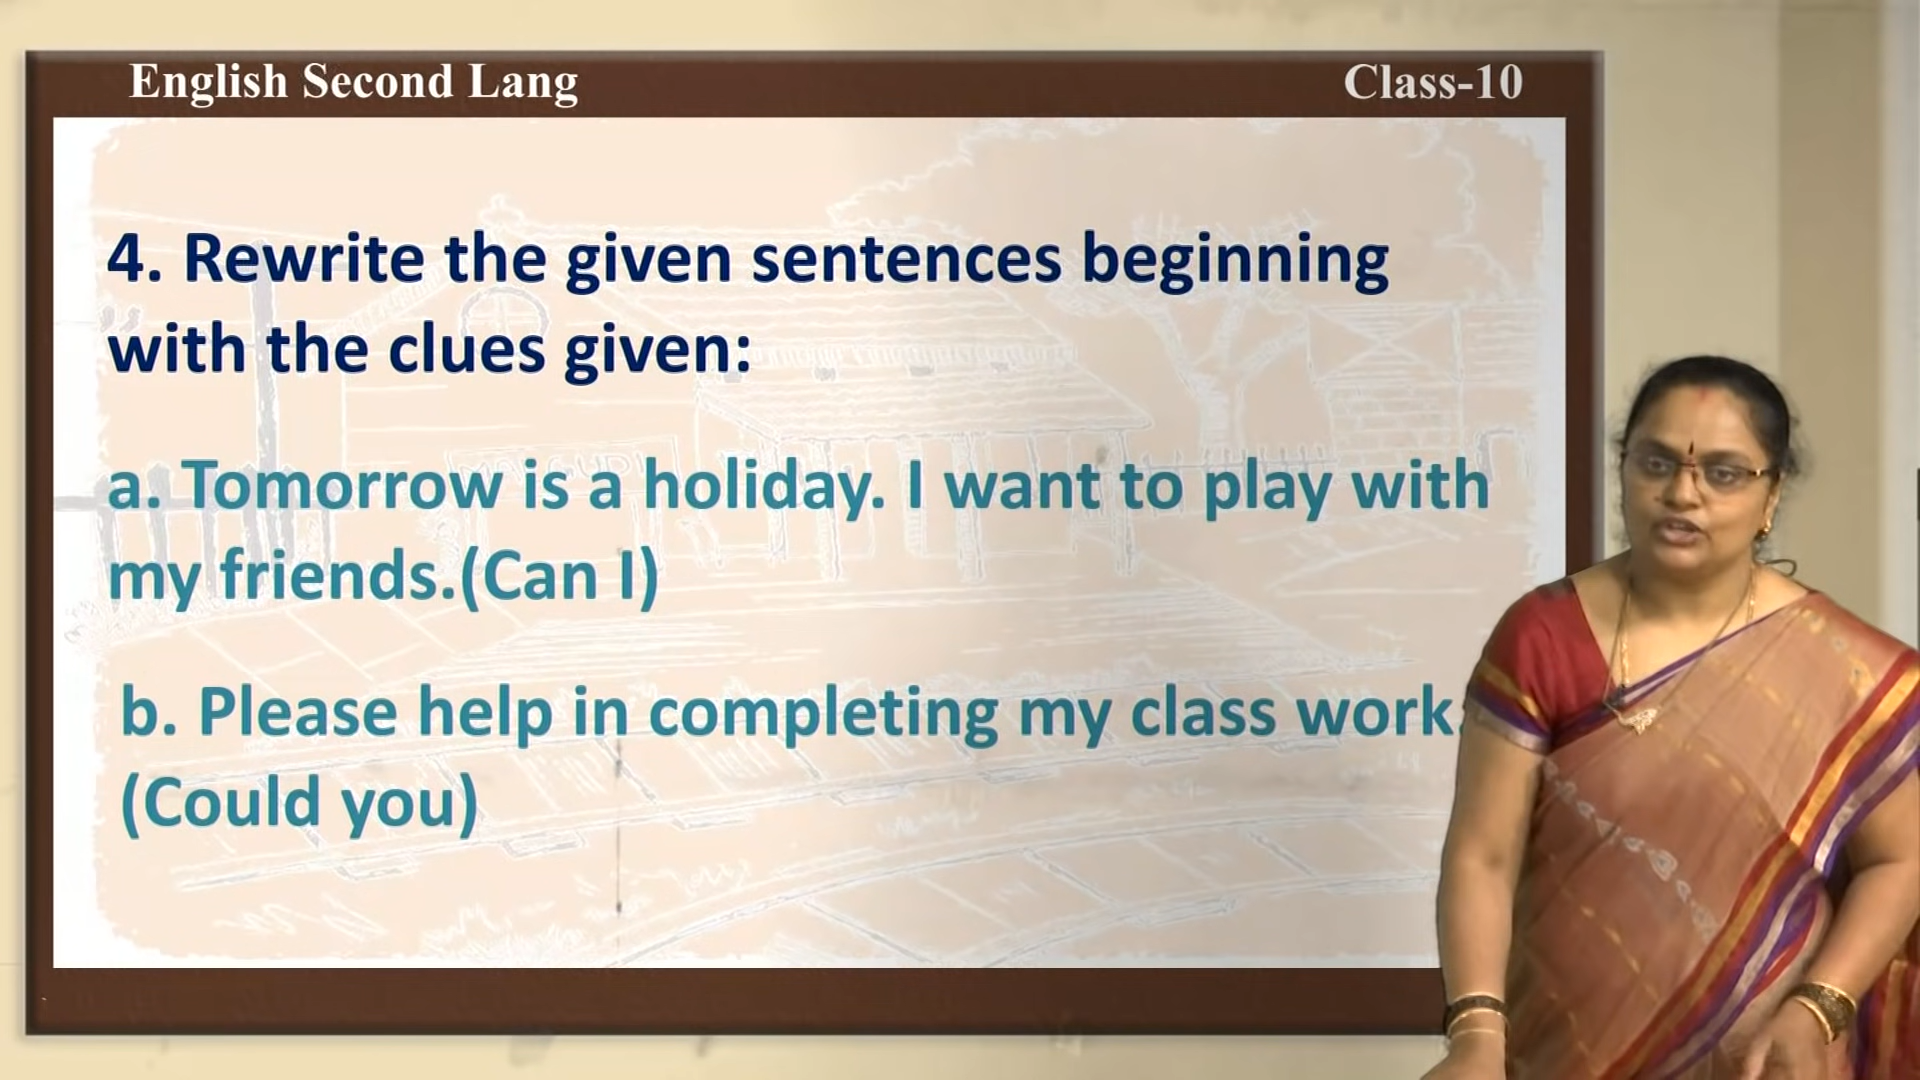 English Second Lang
Class-10
4. Rewrite the given sentences beginning
with the clues given:
a. Tomorrow is a holiday. I want to play with
my friends.(Can I)
b. Please help in completing my class work.
(Could you)